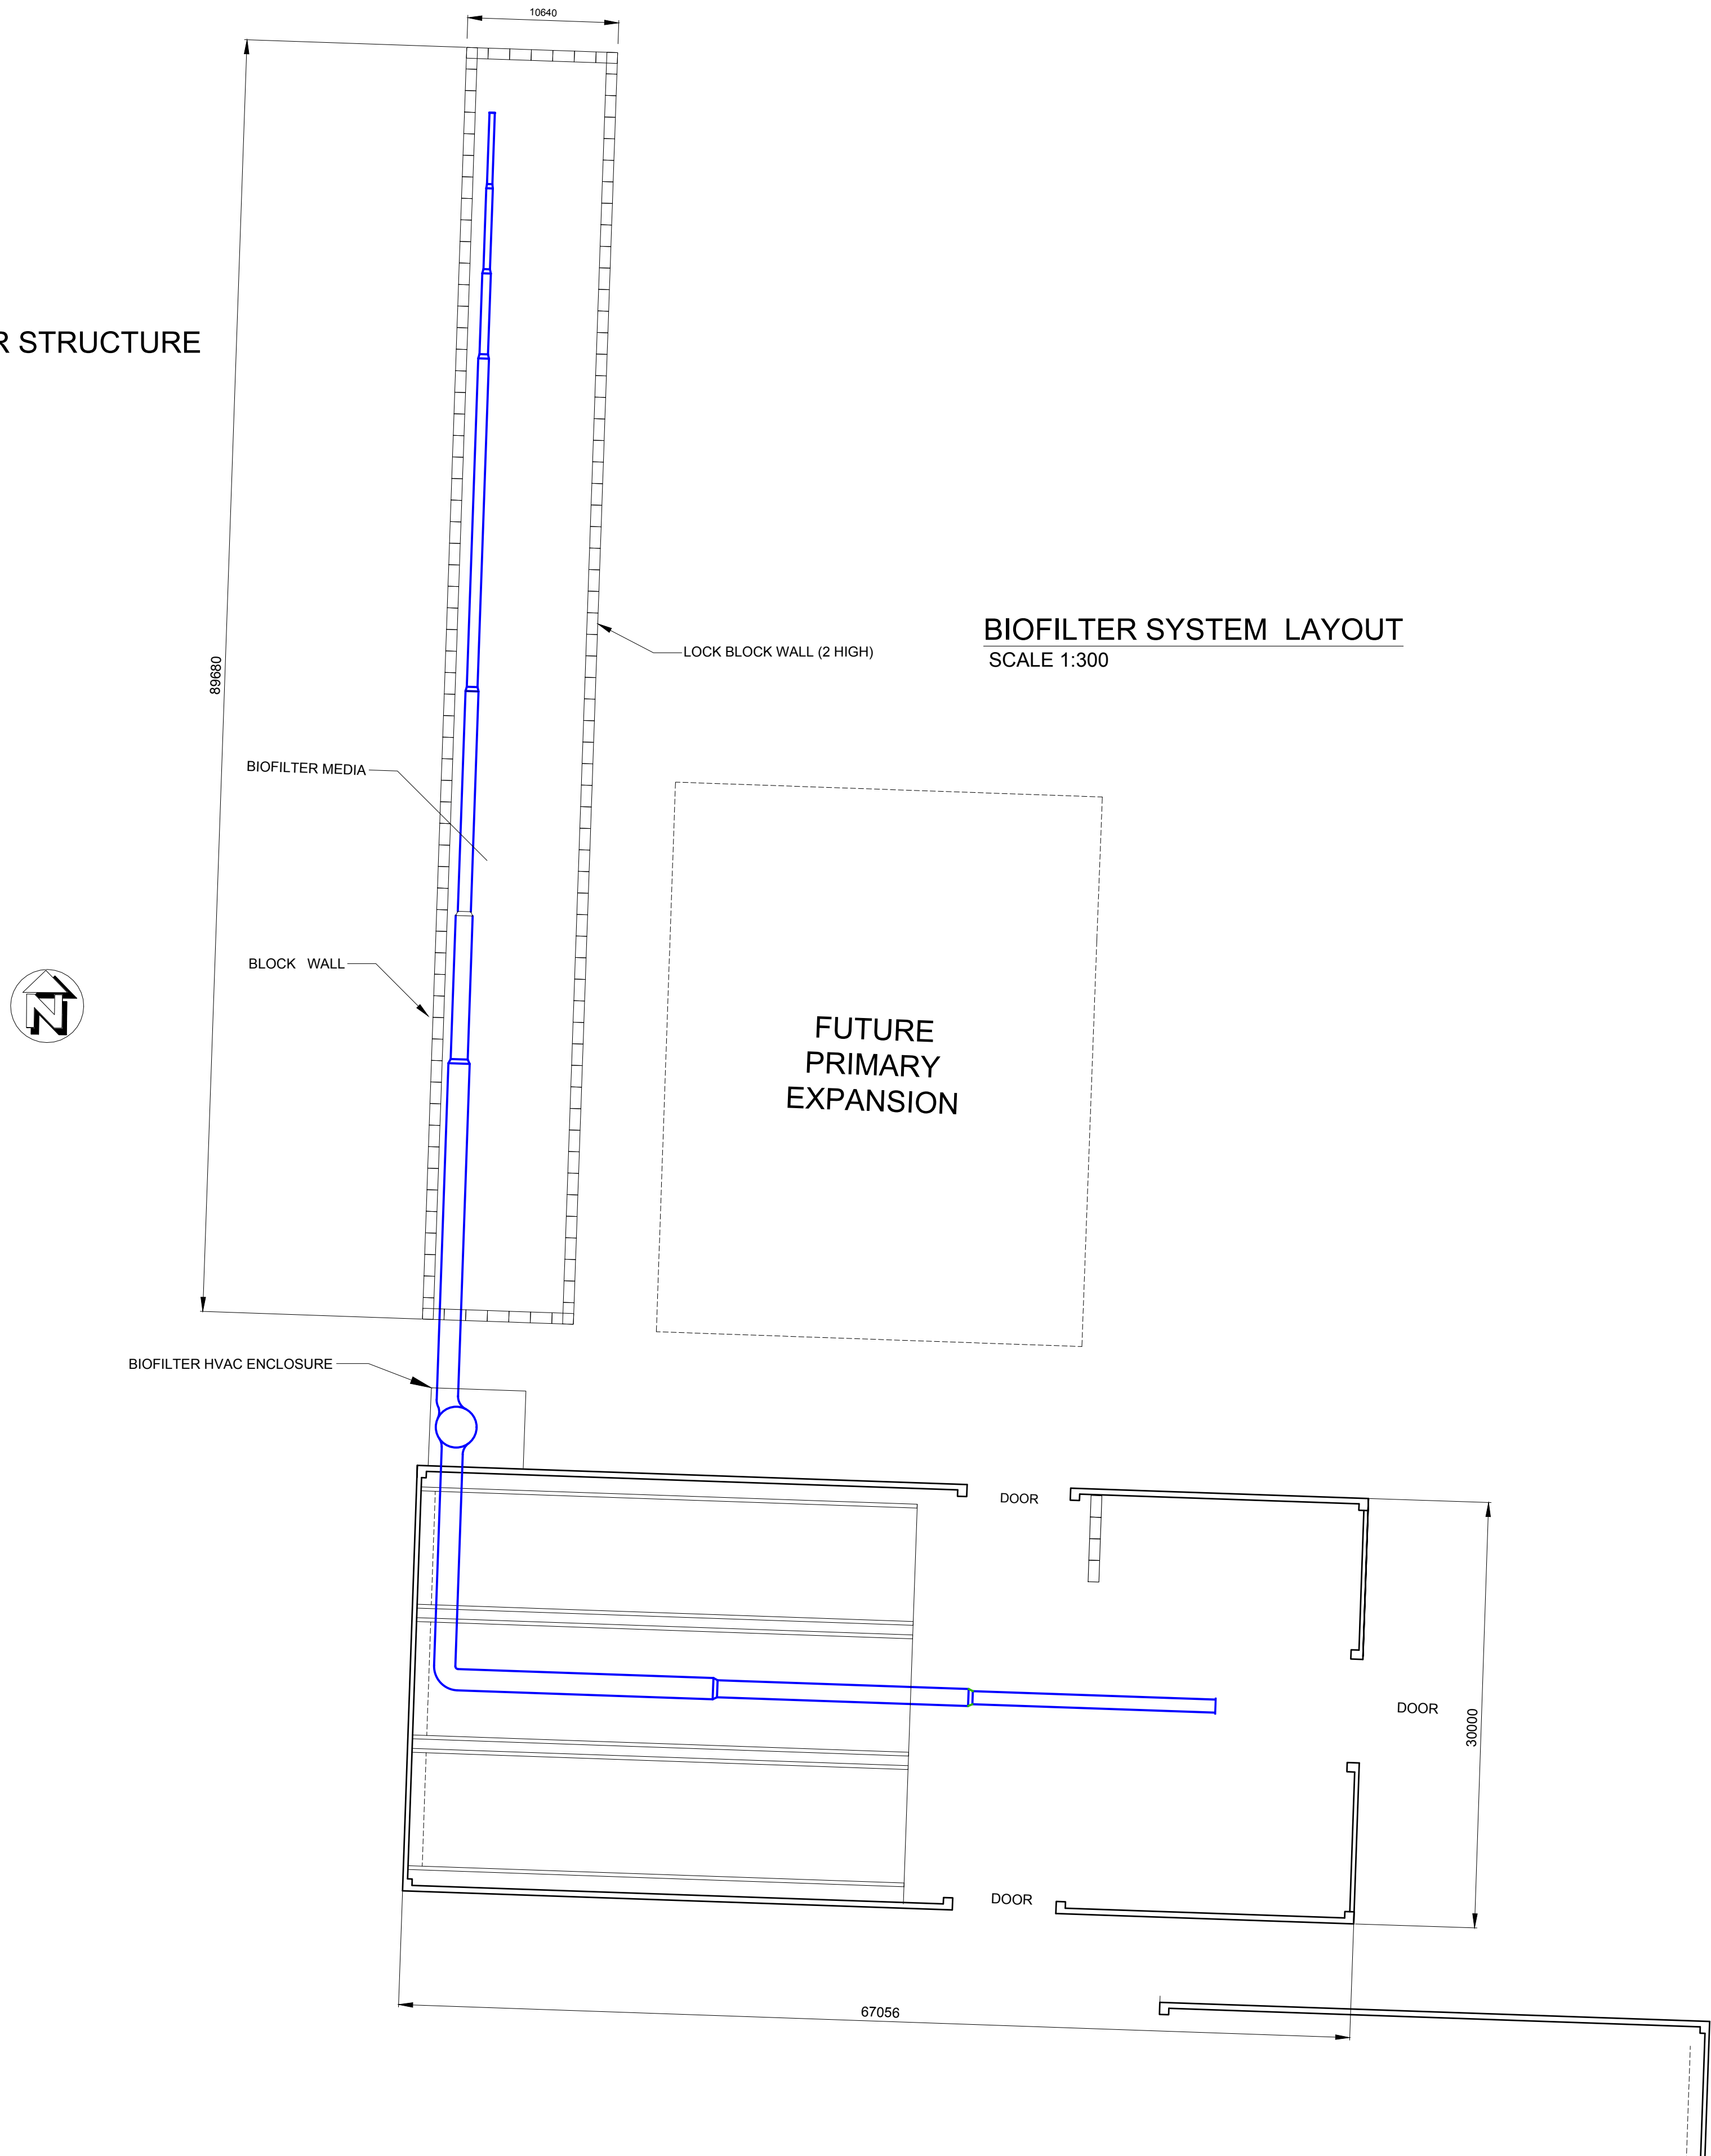 10640
R STRUCTURE
89680
LOCK BLOCK WALL (2 HIGH)
BIOFILTER SYSTEM LAYOUT
SCALE 1:300
BIOFILTER MEDIA
BLOCK WALL
N
FUTURE
PRIMARY
EXPANSION
BIOFILTER HVAC ENCLOSURE
DOOR
DOOR
30000
DOOR
67056